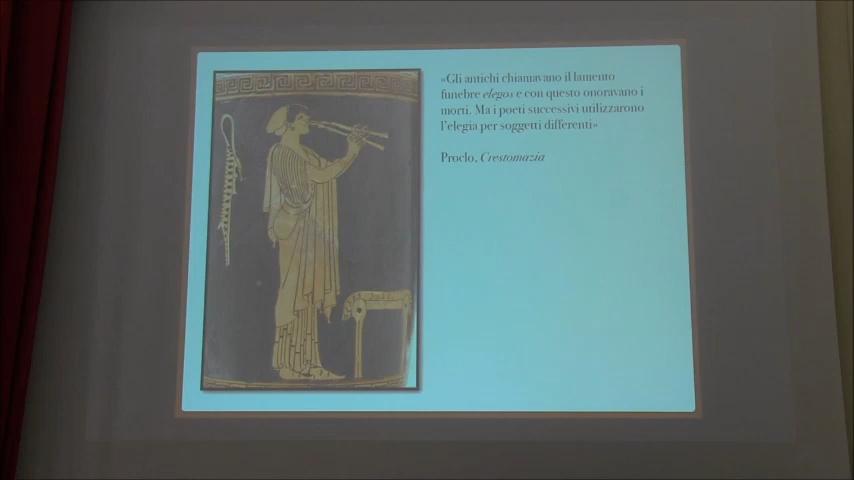 «Gli antichi chiamavano il lamento
funebre elegos e con questo onoravano i
morti. Ma i poeti successivi utilizzarono
l'elegia per soggetti differenti»
Proclo, Crestomazia